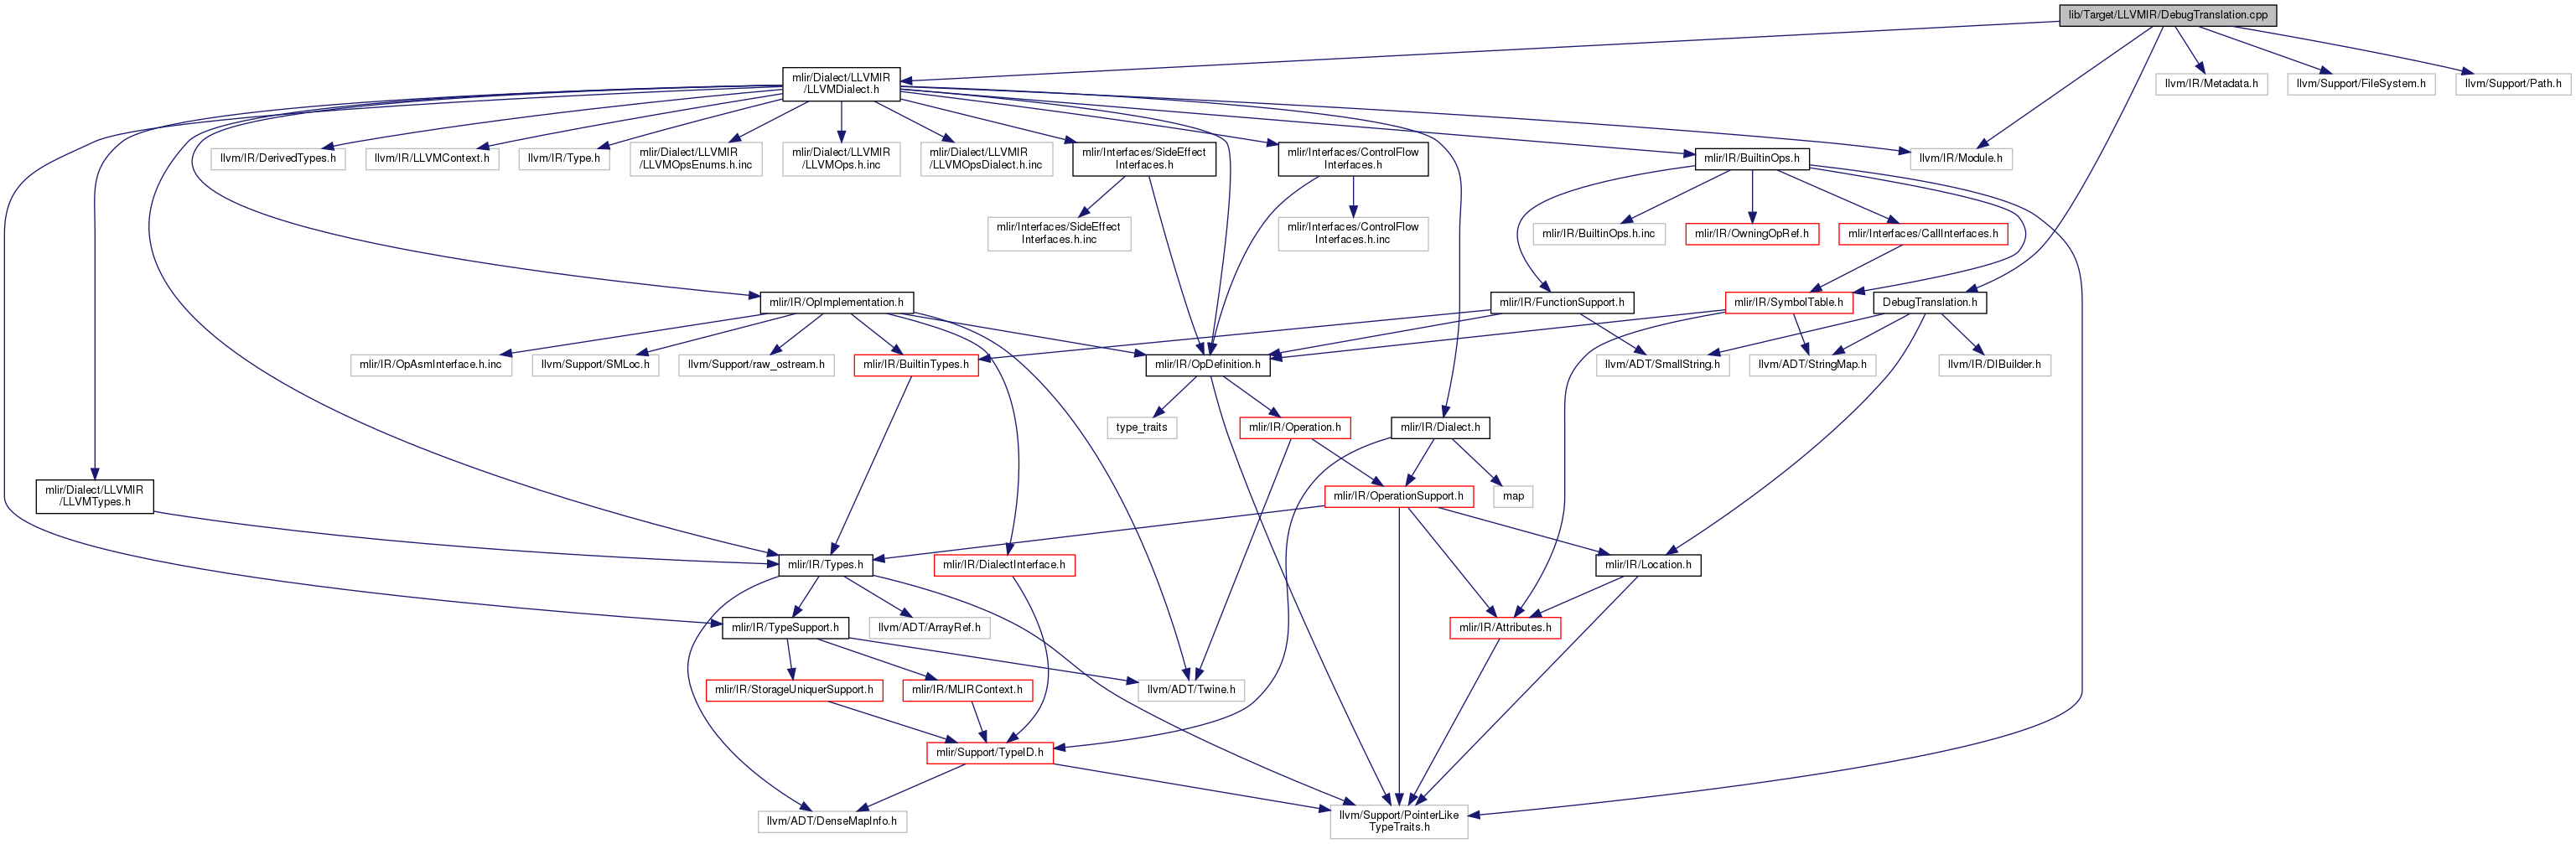 lib/Target/LLVMIR/DebugTranslation.cpp
mlir/Dialect/LLVMIR
/LLVMDialect.h
llvm/IR/Metadata.h
llvm/Support/FileSystem.h
llvm/Support/Path.h
llvm/IR/DerivedTypes.h
llvm/IR/LLVMContext.h
llvm/IR/Type.h
mlir/Dialect/LLVMIR
/LLVMOpsEnums.h.inc
mlir/Dialect/LLVMIR
/LLVMOps.h.inc
mlir/Dialect/LLVMIR
/LLVMOpsDialect.h.inc
mlir/Interfaces/SideEffect
Interfaces.h
mlir/Interfaces/ControlFlow
Interfaces.h
mlir/IR/BuiltinOps.h
llvm/IR/Module.h
mlir/Interfaces/SideEffect
Interfaces.h.inc
mlir/Interfaces/ControlFlow
Interfaces.h.inc
mlir/IR/BuiltinOps.h.inc
mlir/IR/OwningOpRef.h
mlir/Interfaces/CallInterfaces.h
mlir/IR/OpImplementation.h
mlir/IR/FunctionSupport.h
mlir/IR/SymbolTable.h
DebugTranslation.h
mlir/IR/OpAsmInterface.h.inc
llvm/Support/SMLoc.h
llvm/Support/raw_ostream.h
mlir/IR/BuiltinTypes.h
mlir/IR/OpDefinition.h
llvm/ADT/SmallString.h
llvm/ADT/StringMap.h
llvm/IR/DIBuilder.h
type_traits
mlir/IR/Operation.h
mlir/IR/Dialect.h
mlir/Dialect/LLVMIR
/LLVMTypes.h
mlir/IR/OperationSupport.h
map
mlir/IR/Types.h
mlir/IR/DialectInterface.h
mlir/IR/Location.h
mlir/IR/TypeSupport.h
llvm/ADT/ArrayRef.h
mlir/IR/Attributes.h
mlir/IR/StorageUniquerSupport.h
mlir/IR/MLIRContext.h
llvm/ADT/Twine.h
mlir/Support/TypeID.h
llvm/ADT/DenseMapInfo.h
llvm/Support/PointerLike
TypeTraits.h